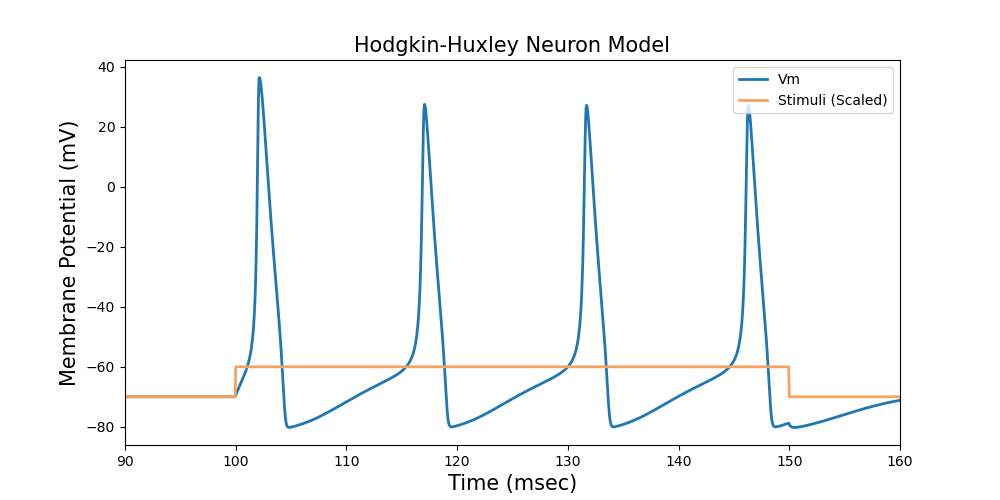 Hodgkin-Huxley Neuron Model
Membrane Potential (mV)
40
20
0
−20
−40
−60
−80
Vm
Stimuli (Scaled)
90 100 110 120 130 140 150 160
Time (msec)